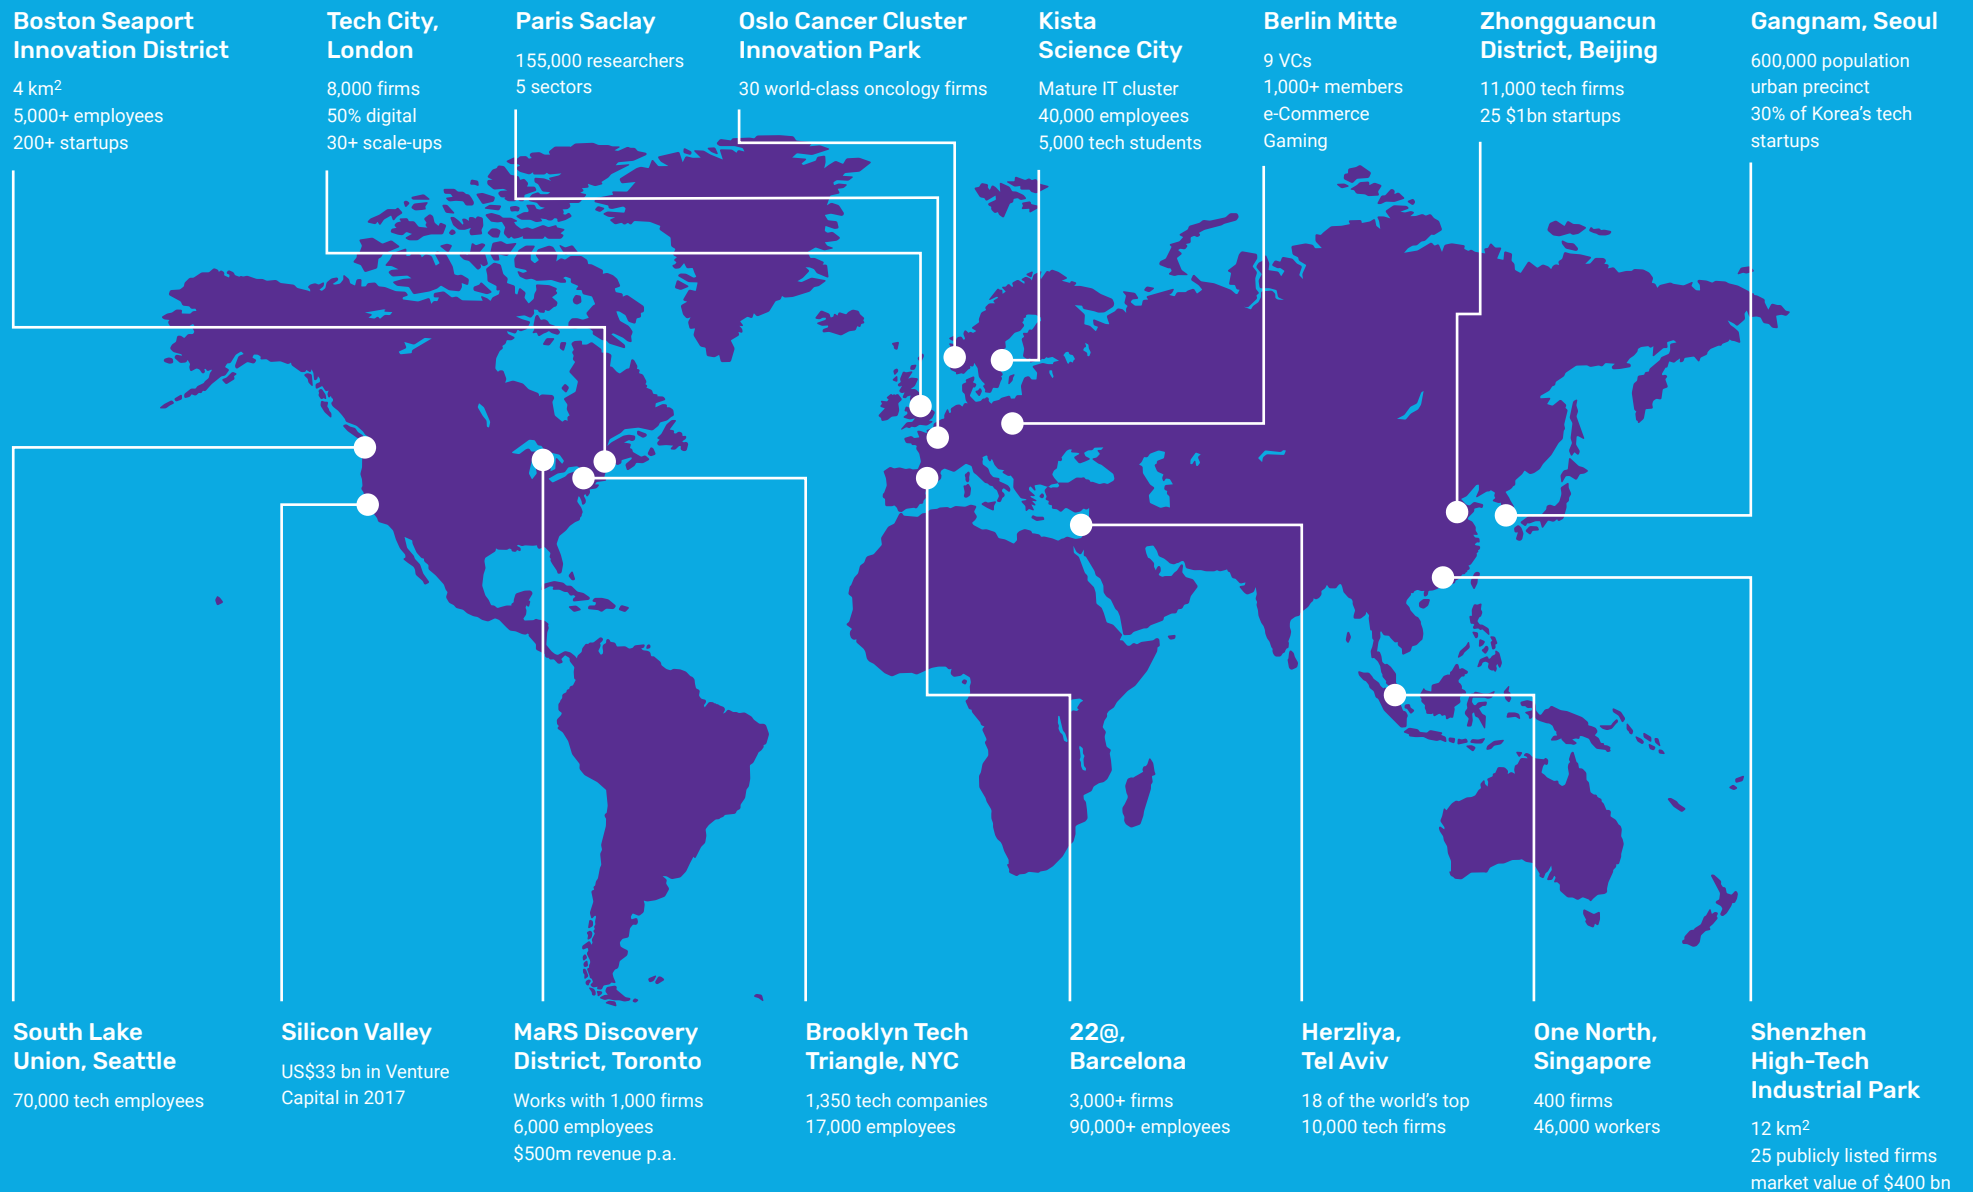 Boston Seaport
Innovation District
4 km²
5,000+ employees
200+ startups
Tech City,
London
8,000 firms
50% digital
30+ scale-ups
Paris Saclay
155,000 researchers
5 sectors
Oslo Cancer Cluster
Innovation Park
30 world-class oncology firms
Kista
Science City
Mature IT cluster
40,000 employees
5,000 tech students
Berlin Mitte
9 VCs
1,000+ members
e-Commerce
Gaming
Zhongguancun
District, Beijing
11,000 tech firms
25 $1bn startups
Gangnam, Seoul
600,000 population
urban precinct
30% of Korea’s tech
startups
South Lake
Union, Seattle
70,000 tech employees
Silicon Valley
US$33 bn in Venture
Capital in 2017
MaRS Discovery
District, Toronto
Works with 1,000 firms
6,000 employees
$500m revenue p.a.
Brooklyn Tech
Triangle, NYC
1,350 tech companies
17,000 employees
22@,
Barcelona
3,000+ firms
90,000+ employees
Herzliya,
Tel Aviv
18 of the world’s top
10,000 tech firms
One North,
Singapore
400 firms
46,000 workers
Shenzhen
High-Tech
Industrial Park
12 km²
25 publicly listed firms
market value of $400 bn